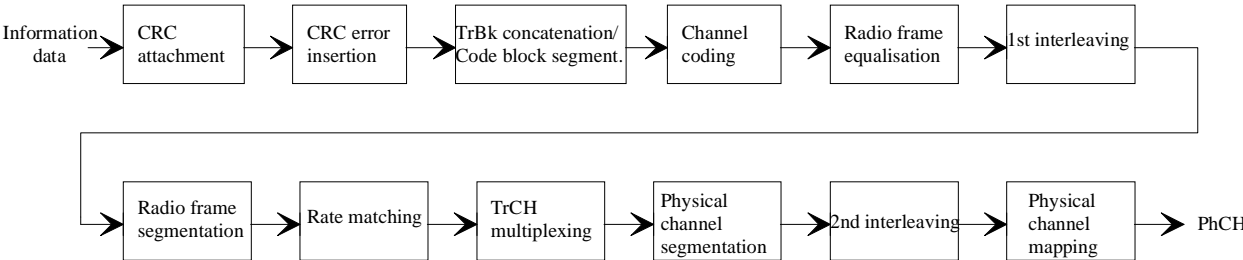 Information
data
CRC
attachment
CRC error
insertion
TrBk concatenation/
Code block segment.
Channel
coding
Radio frame
equalisation
1st interleaving
Radio frame
segmentation
Rate matching
TrCH
multiplexing
Physical
channel
segmentation
2nd interleaving
Physical
channel
mapping
PhCH